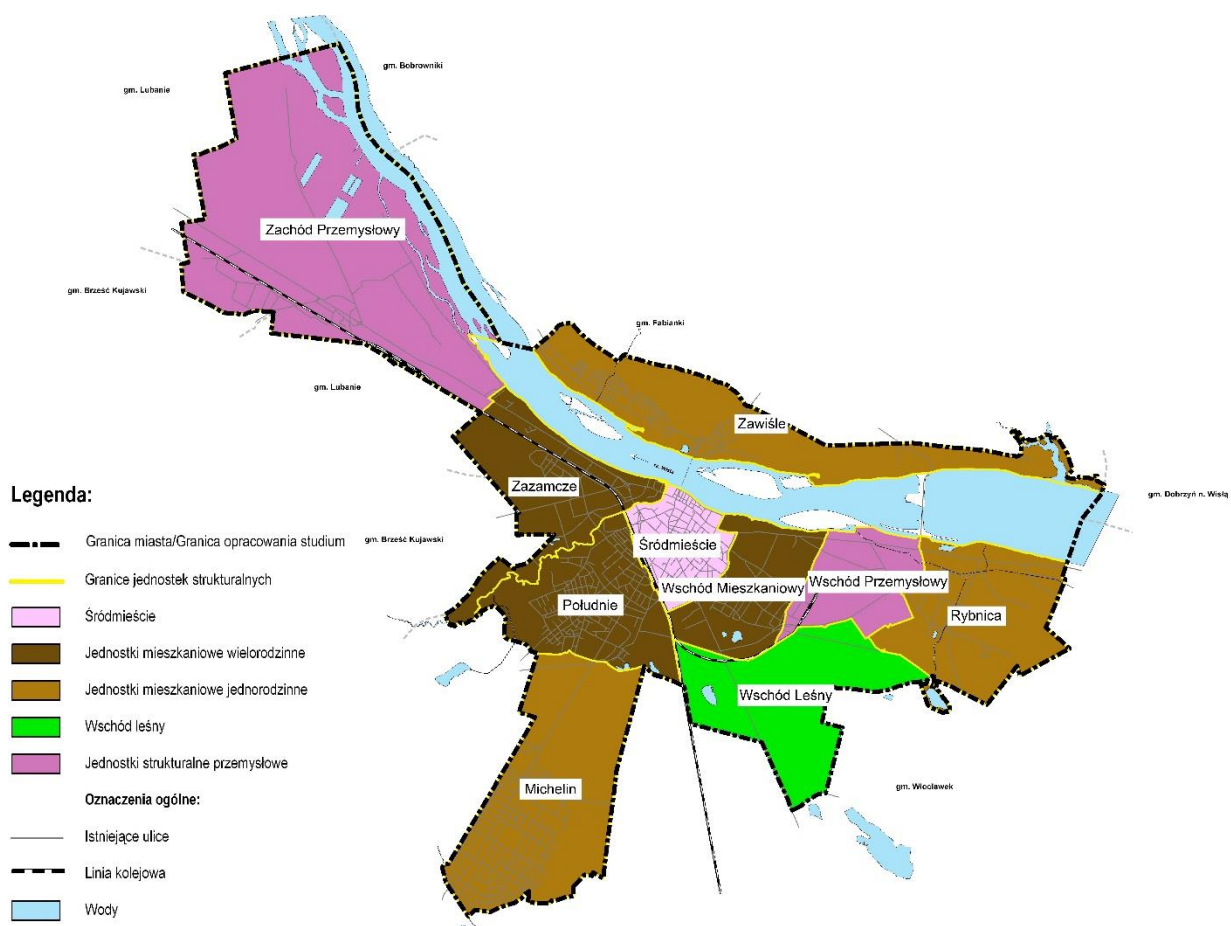 gm. Bobrowniki
gm. Lubanie
Zachód Przemysłowy
gm. Brześć Kujawski
gm. Fabianki
gm. Lubanie
Zawiśle
rz. Wisła
Zazamcze
gm. Dobrzyń n. Wisłą
gm. Brześć Kujawski
Śródmieście
Wschód Mieszkaniowy
Wschód Przemysłowy
Południe
Rybnica
Wschód Leśny
Michelin
gm. Włocławek
Legenda:
Granica miasta/Granica opracowania studium
Granice jednostek strukturalnych
Śródmieście
Jednostki mieszkaniowe wielorodzinne
Jednostki mieszkaniowe jednorodzinne
Wschód leśny
Jednostki strukturalne przemysłowe
Oznaczenia ogólne:
Istniejące ulice
Linia kolejowa
Wody